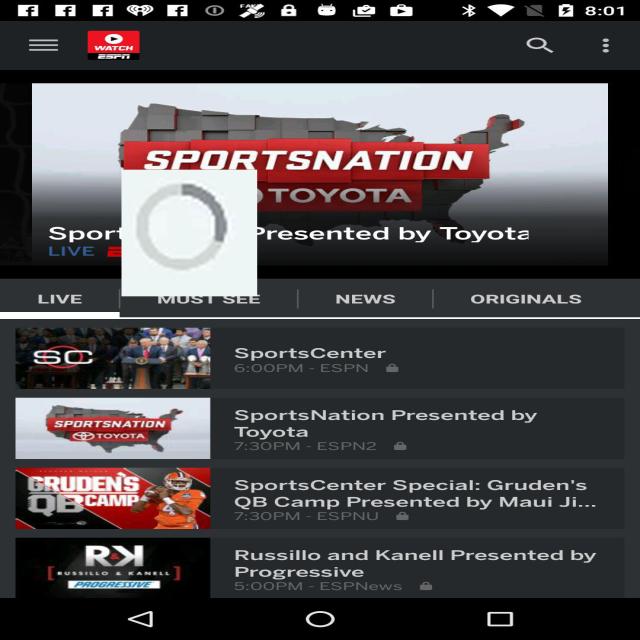 8:01
WATCH
ESPN
SPORTSNATION
TOYOTA
Presented by Toyota
LIVE
LIVE
MUST SEE
NEWS
ORIGINALS
SC
SportsCenter
6:00PM - ESPN
SPORTSNATION
TOYOTA
SportsNation Presented by
Toyota
7:30PM - ESPN2
GRUDEN'S
QB CAMP
SportsCenter Special: Gruden's
QB Camp Presented by Maui Ji...
7:30PM - ESPNU
R&K
RUSSILLO & KANELL
PROGRESSIVE
Russillo and Kanell Presented by
Progressive
5:00PM - ESPNews